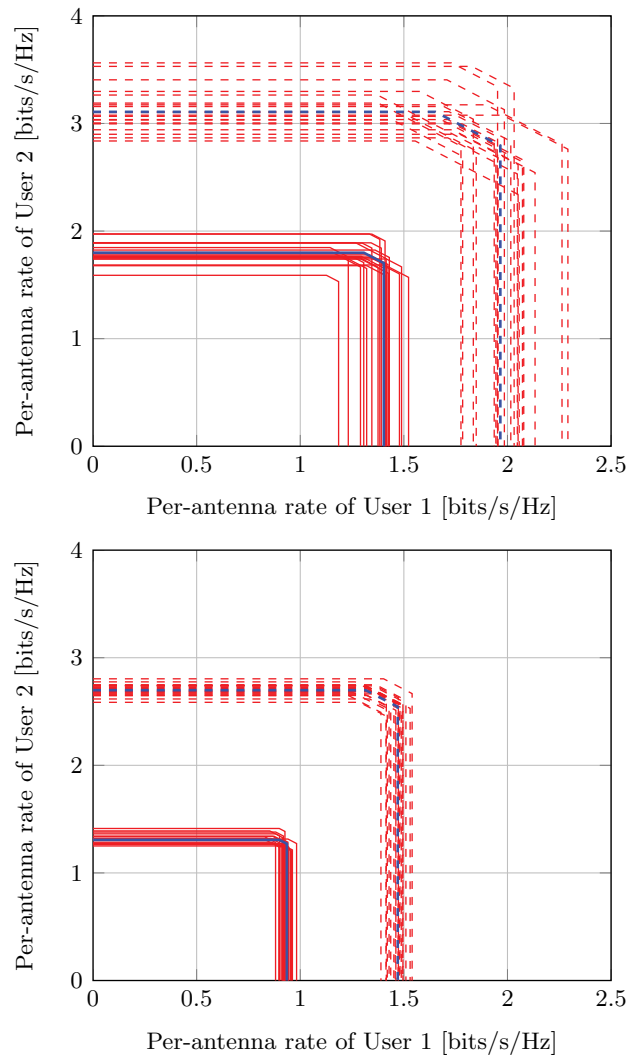 4
3
2
1
0
Per-antenna rate of User 2 [bits/s/Hz]
0 0.5 1 1.5 2 2.5
Per-antenna rate of User 1 [bits/s/Hz]
4
3
2
1
0
Per-antenna rate of User 2 [bits/s/Hz]
0 0.5 1 1.5 2 2.5
Per-antenna rate of User 1 [bits/s/Hz]